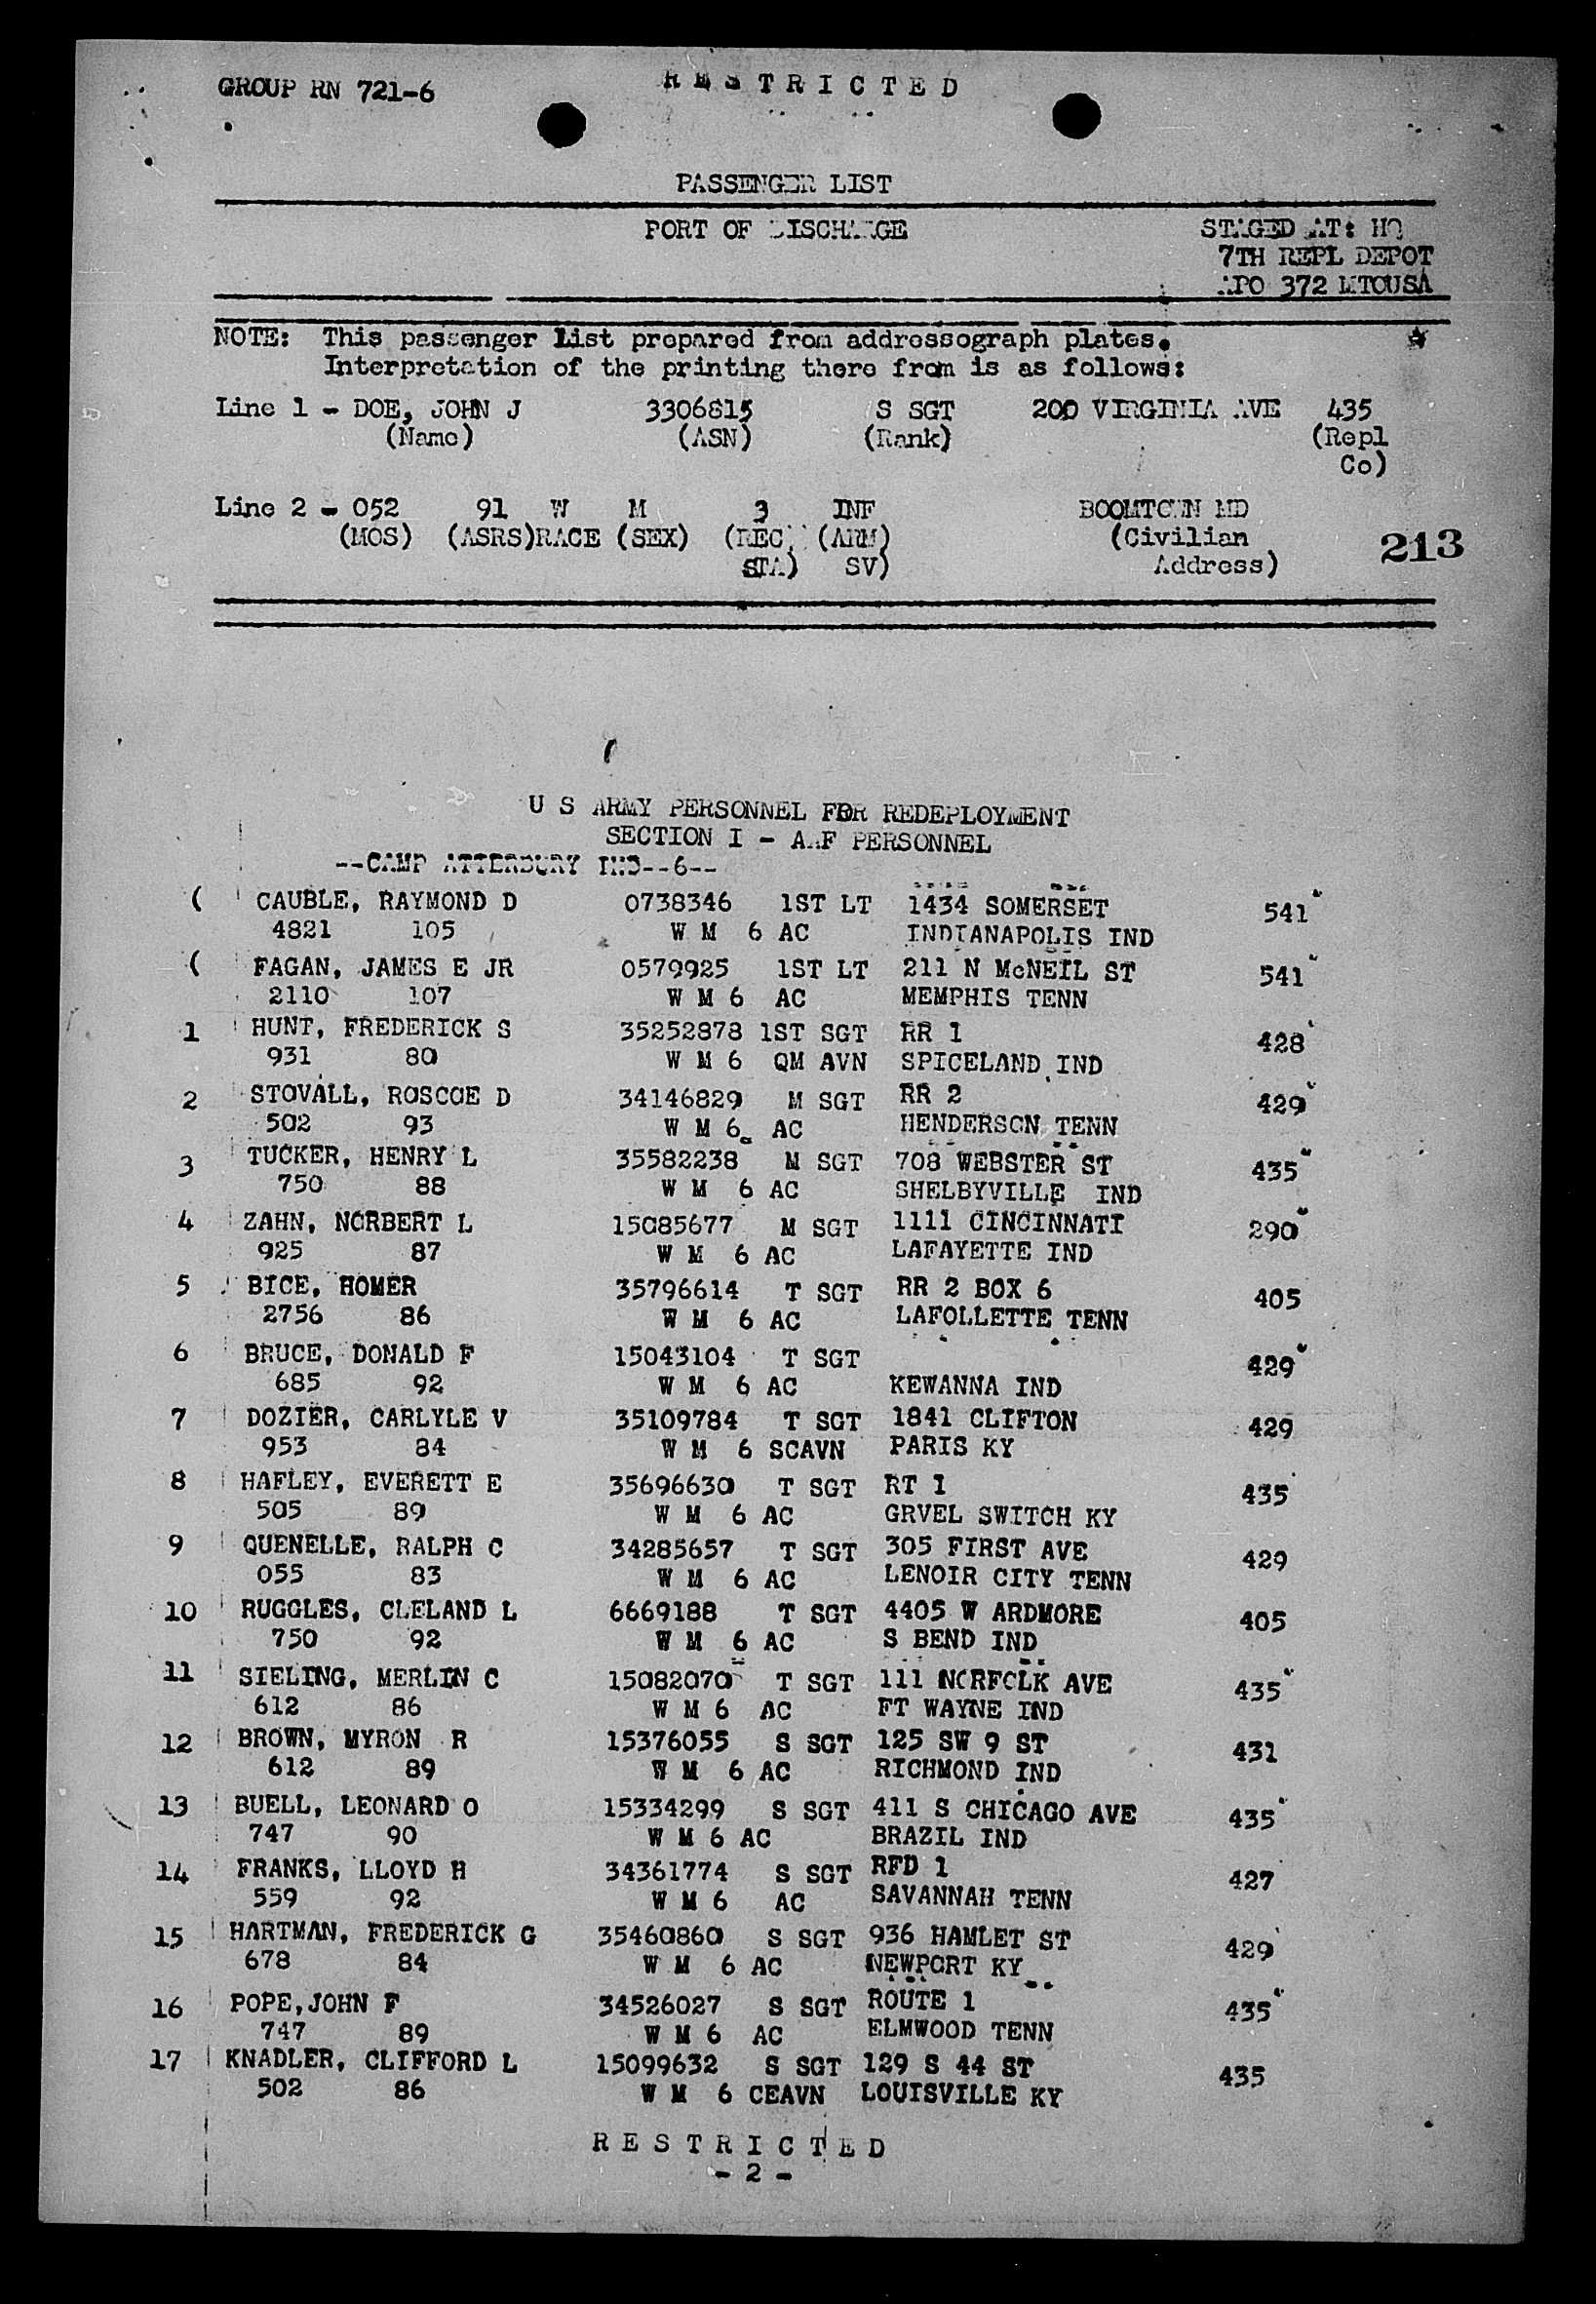 GROUP RN 721-6
RESTRICTED
PASSENGER LIST
PORT OF DISCHARGE STAGED AT: HQ
7TH REPL DEPOT
APO 372 MTOUSA
NOTE: This passenger List prepared from addressograph plates.
Interpretation of the printing there from is as follows:
Line 1 - DOE, JOHN J 3306815 S SGT 200 VIRGINIA AVE 435
(Name) (ASN) (Rank) (Repl
Co)
Line 2 - 052 91 W M 3 INF BOOMTOWN MD
(MOS) (ASRS)RACE (SEX) (REC (ARM) (Civilian 213
STA) SV) Address)
U S ARMY PERSONNEL FOR REDEPLOYMENT
SECTION I - AAF PERSONNEL
--CAMP ATTERBURY IND--6--
( CAUBLE, RAYMOND D 0738346 1ST LT 1434 SOMERSET 541
4821 105 W M 6 AC INDIANAPOLIS IND
( FAGAN, JAMES E JR 0579925 1ST LT 211 N McNEIL ST 541
2110 107 W M 6 AC MEMPHIS TENN
1 HUNT, FREDERICK S 35252878 1ST SGT RR 1 428
931 80 W M 6 QM AVN SPICELAND IND
2 STOVALL, ROSCOE D 34146829 M SGT RR 2 429
502 93 W M 6 AC HENDERSON TENN
3 TUCKER, HENRY L 35582238 M SGT 708 WEBSTER ST 435
750 88 W M 6 AC SHELBYVILLE IND
4 ZAHN, NORBERT L 15085677 M SGT 1111 CINCINNATI 290
925 87 W M 6 AC LAFAYETTE IND
5 BICE, HOMER 35796614 T SGT RR 2 BOX 6 405
2756 86 W M 6 AC LAFOLLETTE TENN
6 BRUCE, DONALD F 15043104 T SGT 429
685 92 W M 6 AC KEWANNA IND
7 DOZIER, CARLYLE V 35109784 T SGT 1841 CLIFTON 429
953 84 W M 6 SCAVN PARIS KY
8 HAFLEY, EVERETT E 35696630 T SGT RT 1 435
505 89 W M 6 AC GRVEL SWITCH KY
9 QUENELLE, RALPH C 34285657 T SGT 305 FIRST AVE 429
055 83 W M 6 AC LENOIR CITY TENN
10 RUGGLES, CLELAND L 6669188 T SGT 4405 W ARDMORE 405
750 92 W M 6 AC S BEND IND
11 SIELING, MERLIN C 15082070 T SGT 111 NORFOLK AVE 435
612 86 W M 6 AC FT WAYNE IND
12 BROWN, MYRON R 15376055 S SGT 125 SW 9 ST 431
612 89 W M 6 AC RICHMOND IND
13 BUELL, LEONARD O 15334299 S SGT 411 S CHICAGO AVE 435
747 90 W M 6 AC BRAZIL IND
14 FRANKS, LLOYD H 34361774 S SGT RFD 1 427
559 92 W M 6 AC SAVANNAH TENN
15 HARTMAN, FREDERICK G 35460860 S SGT 936 HAMLET ST 429
678 84 W M 6 AC NEWPORT KY
16 POPE,JOHN F 34526027 S SGT ROUTE 1 435
747 89 W M 6 AC ELMWOOD TENN
17 KNADLER, CLIFFORD L 15099632 S SGT 129 S 44 ST 435
502 86 W M 6 CEAVN LOUISVILLE KY
RESTRICTED
- 2 -